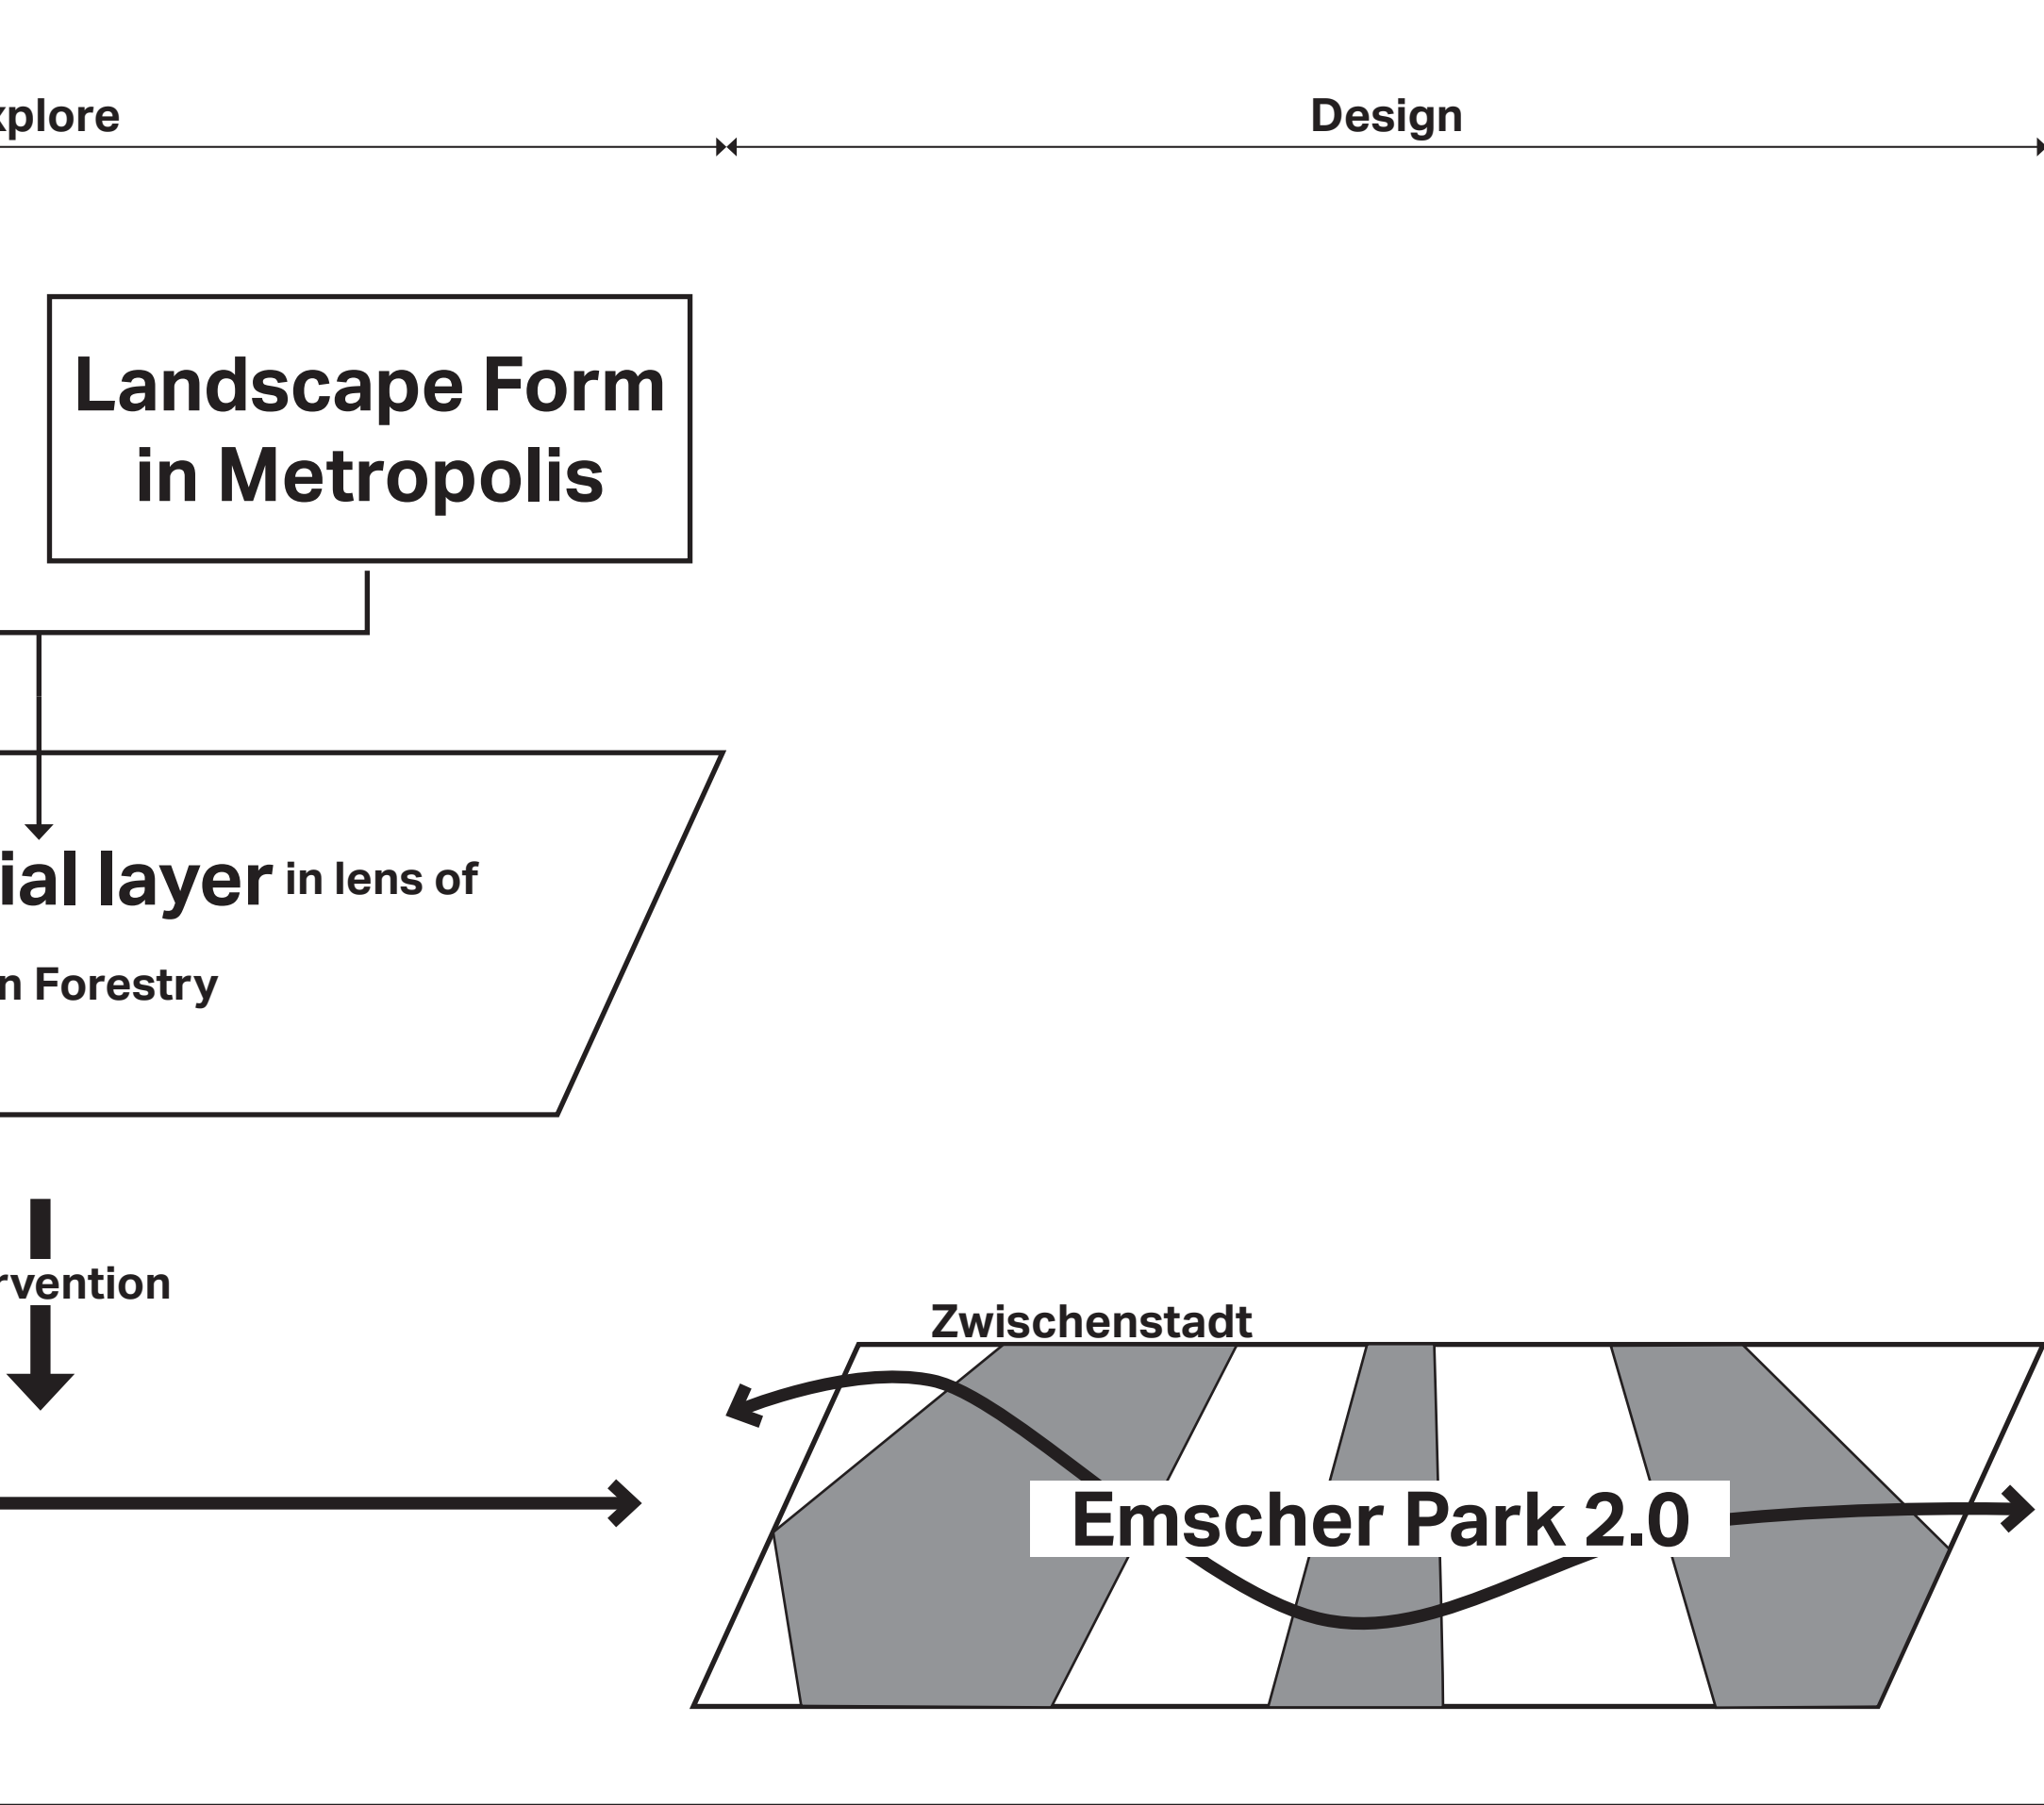 xplore
Design
Landscape Form
in Metropolis
ial layer in lens of
n Forestry
rvention
Zwischenstadt
Emscher Park 2.0